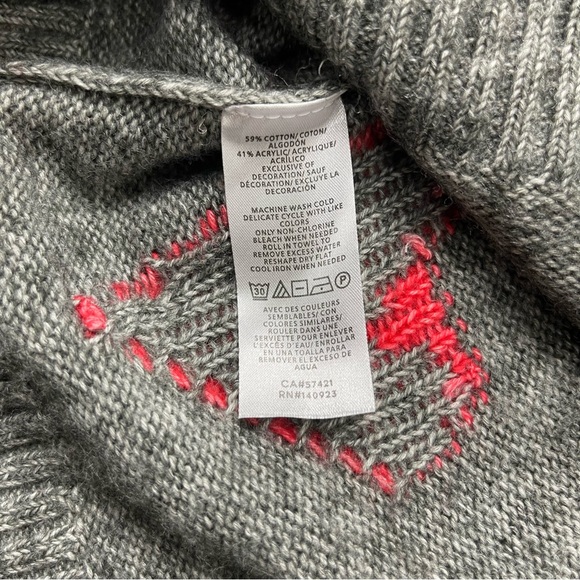 59% COTTON/ COTON/
ALGODÓN
41% ACRYLIC/ ACRYLIQUE/
ACRÍLICO
EXCLUSIVE OF
DECORATION/ SAUF
DÉCORATION/ EXCLUYE LA
DECORACIÓN
MACHINE WASH COLD
DELICATE CYCLE WITH LIKE
COLORS
ONLY NON-CHLORINE
BLEACH WHEN NEEDED
ROLL IN TOWEL TO
REMOVE EXCESS WATER
RESHAPE DRY FLAT
COOL IRON WHEN NEEDED
30 P
AVEC DES COULEURS
SEMBLABLES/ CON
COLORES SIMILARES/
ROULER DANS UNE
SERVIETTE POUR ENLEVER
L'EXCÉS D'EAU/ ENROLLAR
EN UNA TOALLA PARA
REMOVER EL EXCESO DE
AGUA
CA#57421
RN#140923